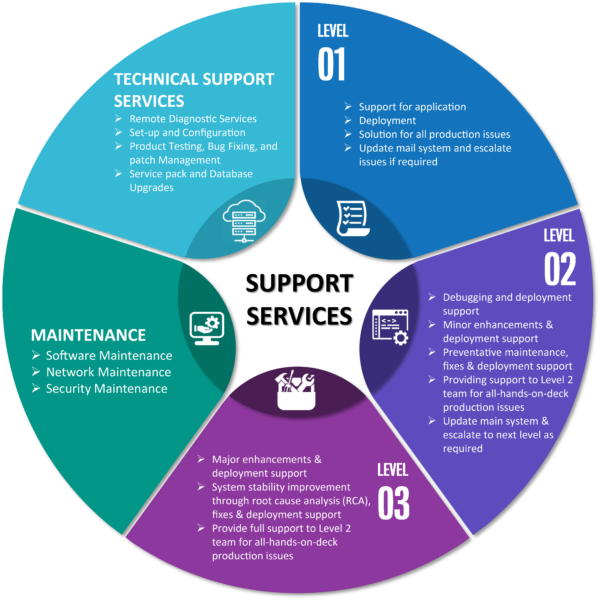 TECHNICAL SUPPORT
SERVICES
➢ Remote Diagnostic Services
➢ Set-up and Configuration
➢ Product Testing, Bug Fixing, and
patch Management
➢ Service pack and Database
Upgrades
LEVEL
01
➢ Support for application
➢ Deployment
➢ Solution for all production issues
➢ Update mail system and escalate
issues if required
LEVEL
02
➢ Debugging and deployment
support
➢ Minor enhancements &
deployment support
➢ Preventative maintenance,
fixes & deployment support
➢ Providing support to Level 2
team for all-hands-on-deck
production issues
➢ Update main system &
escalate to next level as
required
SUPPORT
SERVICES
MAINTENANCE
➢ Software Maintenance
➢ Network Maintenance
➢ Security Maintenance
LEVEL
03
➢ Major enhancements &
deployment support
➢ System stability improvement
through root cause analysis (RCA),
fixes & deployment support
➢ Provide full support to Level 2
team for all-hands-on-deck
production issues